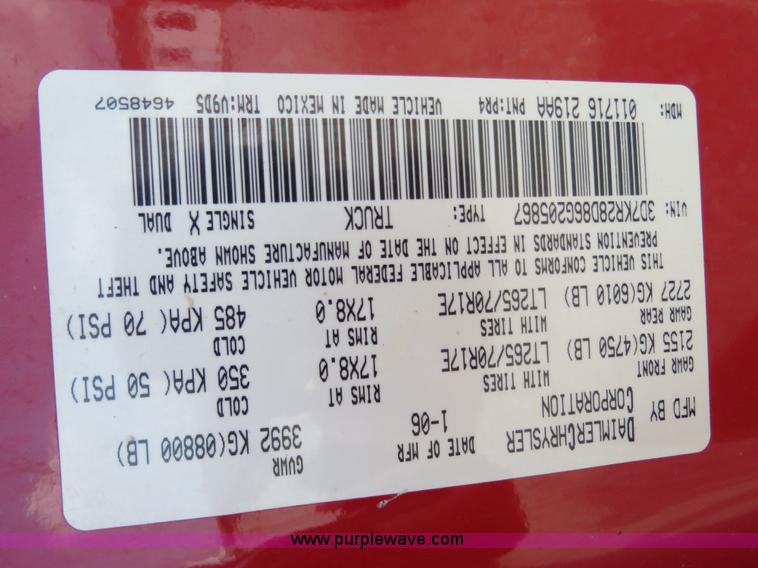 MFD BY DAIMLERCHRYSLER CORPORATION
DATE OF MFR 1-06
GVWR 3992 KG(08800 LB)
GAWR FRONT WITH TIRES RIMS AT COLD
2155 KG(4750 LB) LT265/70R17E 17X8.0 350 KPA(50 PSI)
GAWR REAR WITH TIRES RIMS AT COLD
2727 KG(6010 LB) LT265/70R17E 17X8.0 485 KPA(70 PSI)
THIS VEHICLE CONFORMS TO ALL APPLICABLE FEDERAL MOTOR VEHICLE SAFETY AND THEFT
PREVENTION STANDARDS IN EFFECT ON THE DATE OF MANUFACTURE SHOWN ABOVE.
VIN: 3D7KR28D86G205867 TYPE: TRUCK SINGLE X DUAL
MDH: 011716 219AA PNT:PR4 VEHICLE MADE IN MEXICO TRM:V9D5 4648507
www.purplewave.com